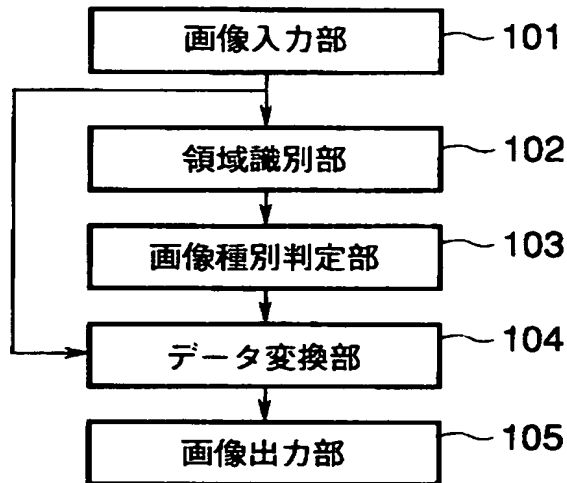 画像入力部 101
領域識別部 102
画像種別判定部 103
データ変換部 104
画像出力部 105